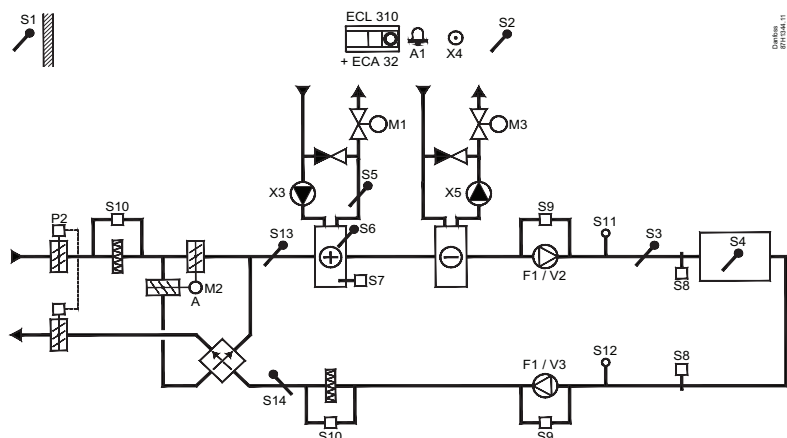 S1
ECL 310
+ ECA 32
A1
X4
S2
Danfoss
87H1344.11
M1
M3
X3
S5
X5
P2
S10
S13
S6
S9
S11
S3
S4
M2
A
S7
F1 / V2
S8
F1 / V3
S12
S8
S14
S10
S9